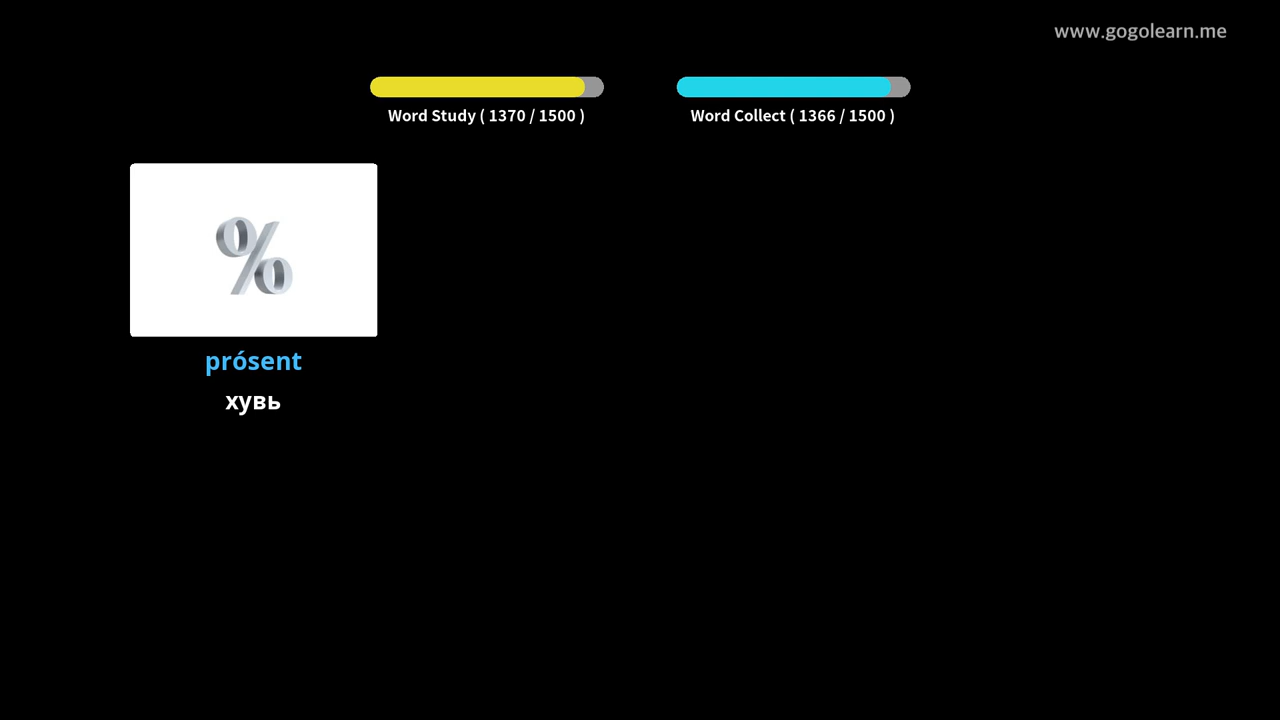 www.gogolearn.me
Word Study ( 1370 / 1500 )
Word Collect ( 1366 / 1500 )
%
prósent
хувь